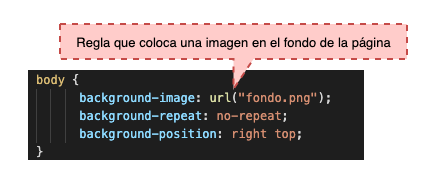 Regla que coloca una imagen en el fondo de la página
body {
background-image: url("fondo.png");
background-repeat: no-repeat;
background-position: right top;
}